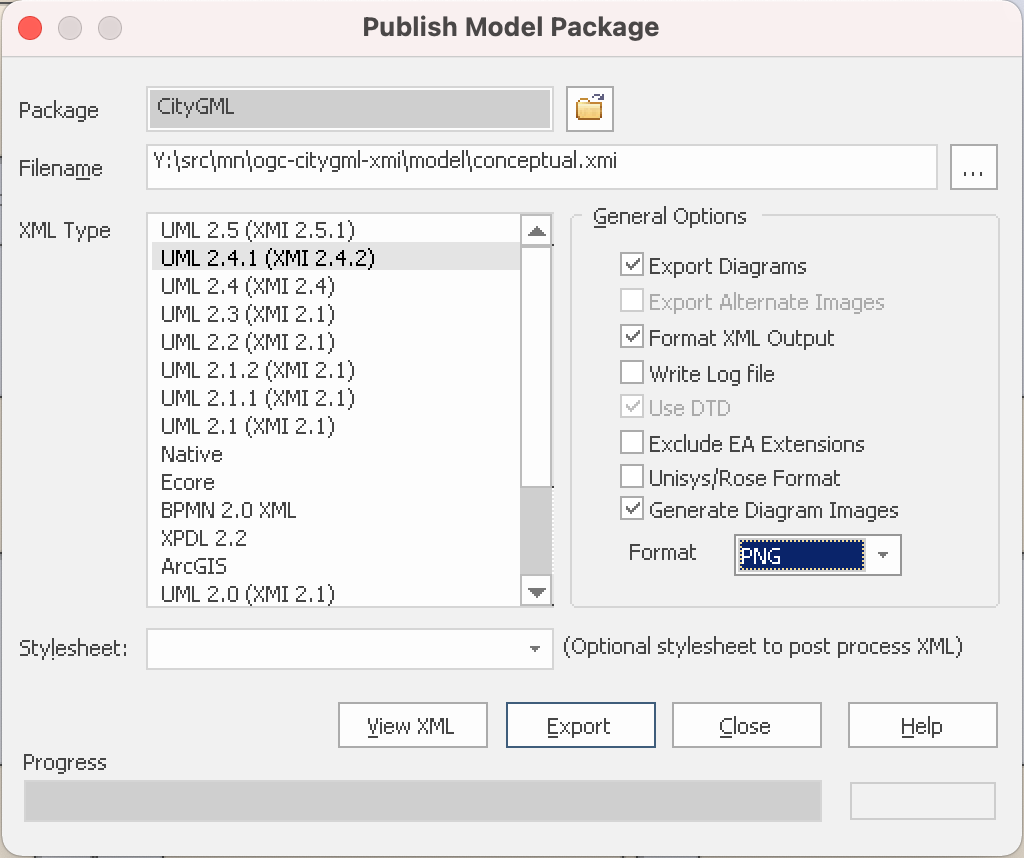 Publish Model Package
Package
CityGML
Filename
Y:\src\mn\ogc-citygml-xmi\model\conceptual.xmi
...
XML Type
UML 2.5 (XMI 2.5.1)
UML 2.4.1 (XMI 2.4.2)
UML 2.4 (XMI 2.4)
UML 2.3 (XMI 2.1)
UML 2.2 (XMI 2.1)
UML 2.1.2 (XMI 2.1)
UML 2.1.1 (XMI 2.1)
UML 2.1 (XMI 2.1)
Native
Ecore
BPMN 2.0 XML
XPDL 2.2
ArcGIS
UML 2.0 (XMI 2.1)
General Options
Export Diagrams
Export Alternate Images
Format XML Output
Write Log file
Use DTD
Exclude EA Extensions
Unisys/Rose Format
Generate Diagram Images
Format
PNG
Stylesheet:
(Optional stylesheet to post process XML)
View XML
Export
Close
Help
Progress